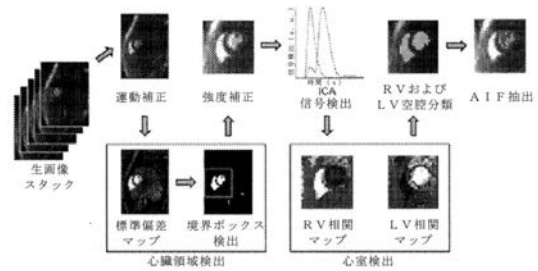 生画像
スタック
運動補正
強度補正
信号検出(a. u.)
時間(s)
ICA
信号検出
RVおよび
LV空腔分類
AIF抽出
標準偏差
マップ
境界ボックス
検出
心臓領域検出
RV相関
マップ
LV相関
マップ
心室検出